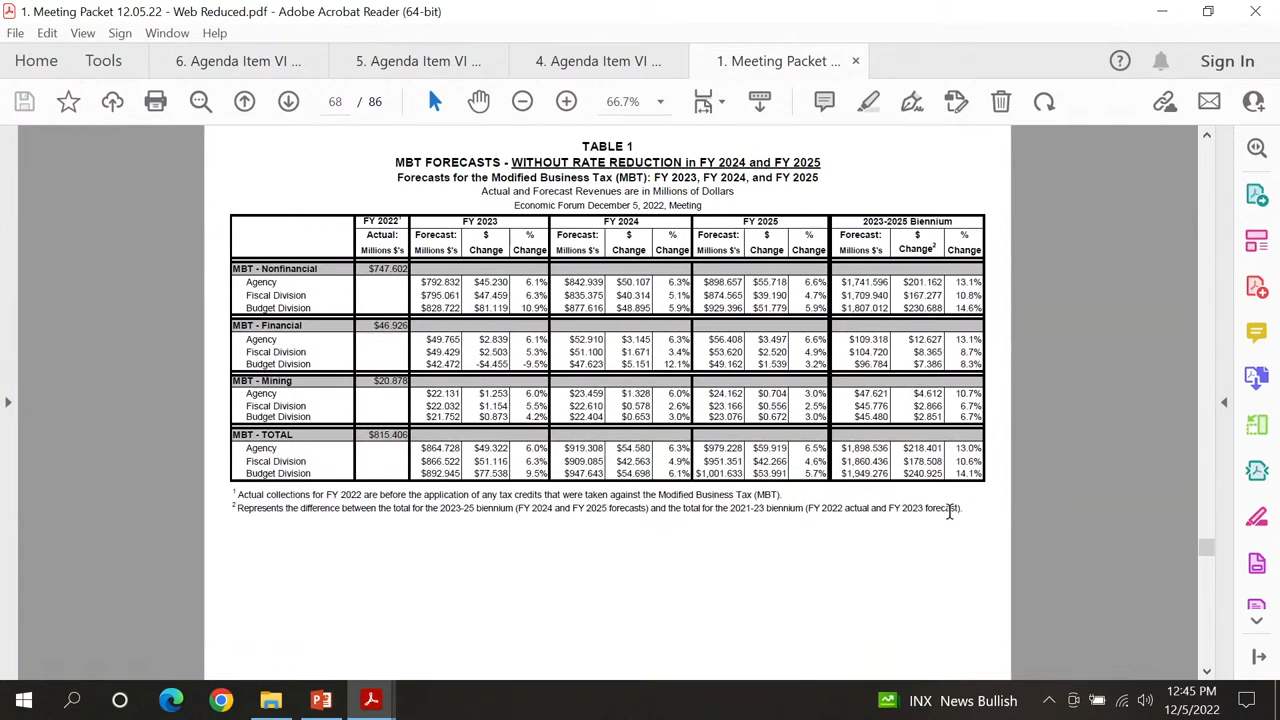 1. Meeting Packet 12.05.22 - Web Reduced.pdf - Adobe Acrobat Reader (64-bit)
File Edit View Sign Window Help
Home Tools 6. Agenda Item VI ... 5. Agenda Item VI ... 4. Agenda Item VI ... 1. Meeting Packet ... × Sign In
68 / 86 66.7%
TABLE 1
MBT FORECASTS - WITHOUT RATE REDUCTION in FY 2024 and FY 2025
Forecasts for the Modified Business Tax (MBT): FY 2023, FY 2024, and FY 2025
Actual and Forecast Revenues are in Millions of Dollars
Economic Forum December 5, 2022, Meeting
FY 2022¹ FY 2023 FY 2024 FY 2025 2023-2025 Biennium
Actual: Forecast: $ % Forecast: $ % Forecast: $ % Forecast: $ %
Millions $'s Millions $'s Change Change Millions $'s Change Change Millions $'s Change Change Millions $'s Change² Change
MBT - Nonfinancial $747.602
Agency $792.832 $45.230 6.1% $842.939 $50.107 6.3% $898.657 $55.718 6.6% $1,741.596 $201.162 13.1%
Fiscal Division $795.061 $47.459 6.3% $835.375 $40.314 5.1% $874.565 $39.190 4.7% $1,709.940 $167.277 10.8%
Budget Division $828.722 $81.119 10.9% $877.616 $48.895 5.9% $929.396 $51.779 5.9% $1,807.012 $230.688 14.6%
MBT - Financial $46.926
Agency $49.765 $2.839 6.1% $52.910 $3.145 6.3% $56.408 $3.497 6.6% $109.318 $12.627 13.1%
Fiscal Division $49.429 $2.503 5.3% $51.100 $1.671 3.4% $53.620 $2.520 4.9% $104.720 $8.365 8.7%
Budget Division $42.472 -$4.455 -9.5% $47.623 $5.151 12.1% $49.162 $1.539 3.2% $96.784 $7.386 8.3%
MBT - Mining $20.878
Agency $22.131 $1.253 6.0% $23.459 $1.328 6.0% $24.162 $0.704 3.0% $47.621 $4.612 10.7%
Fiscal Division $22.032 $1.154 5.5% $22.610 $0.578 2.6% $23.166 $0.556 2.5% $45.776 $2.866 6.7%
Budget Division $21.752 $0.873 4.2% $22.404 $0.653 3.0% $23.076 $0.672 3.0% $45.480 $2.851 6.7%
MBT - TOTAL $815.406
Agency $864.728 $49.322 6.0% $919.308 $54.580 6.3% $979.228 $59.919 6.5% $1,898.536 $218.401 13.0%
Fiscal Division $866.522 $51.116 6.3% $909.085 $42.563 4.9% $951.351 $42.266 4.6% $1,860.436 $178.508 10.6%
Budget Division $892.945 $77.538 9.5% $947.643 $54.698 6.1% $1,001.633 $53.991 5.7% $1,949.276 $240.925 14.1%
¹ Actual collections for FY 2022 are before the application of any tax credits that were taken against the Modified Business Tax (MBT).
² Represents the difference between the total for the 2023-25 biennium (FY 2024 and FY 2025 forecasts) and the total for the 2021-23 biennium (FY 2022 actual and FY 2023 forecast).
INX News Bullish
12:45 PM
12/5/2022